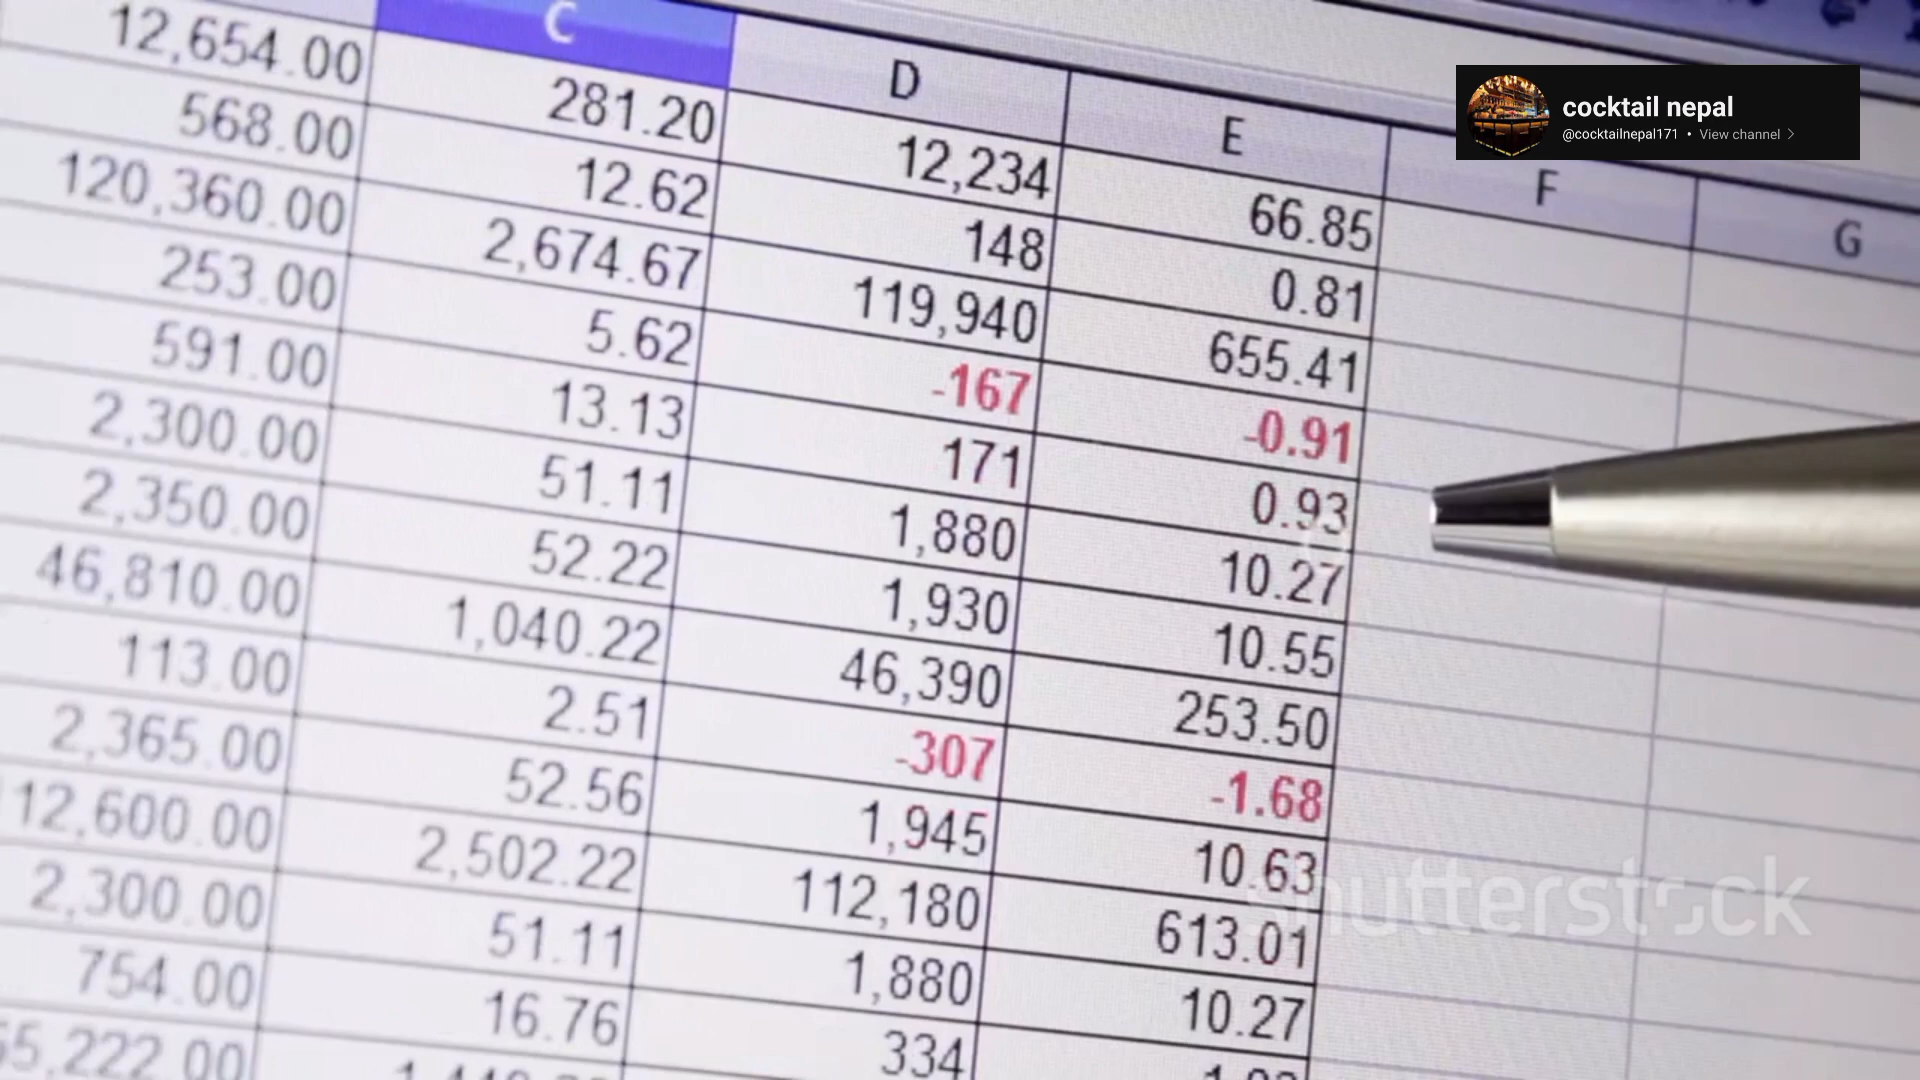 cocktail nepal
@cocktailnepal171 • View channel >
C D E F G
12,654.00 281.20 12,234 66.85
568.00 12.62 148 0.81
120,360.00 2,674.67 119,940 655.41
253.00 5.62 -167 -0.91
591.00 13.13 171 0.93
2,300.00 51.11 1,880 10.27
2,350.00 52.22 1,930 10.55
46,810.00 1,040.22 46,390 253.50
113.00 2.51 -307 -1.68
2,365.00 52.56 1,945 10.63
112,600.00 2,502.22 112,180 613.01
2,300.00 51.11 1,880 10.27
754.00 16.76 334
shutterstock